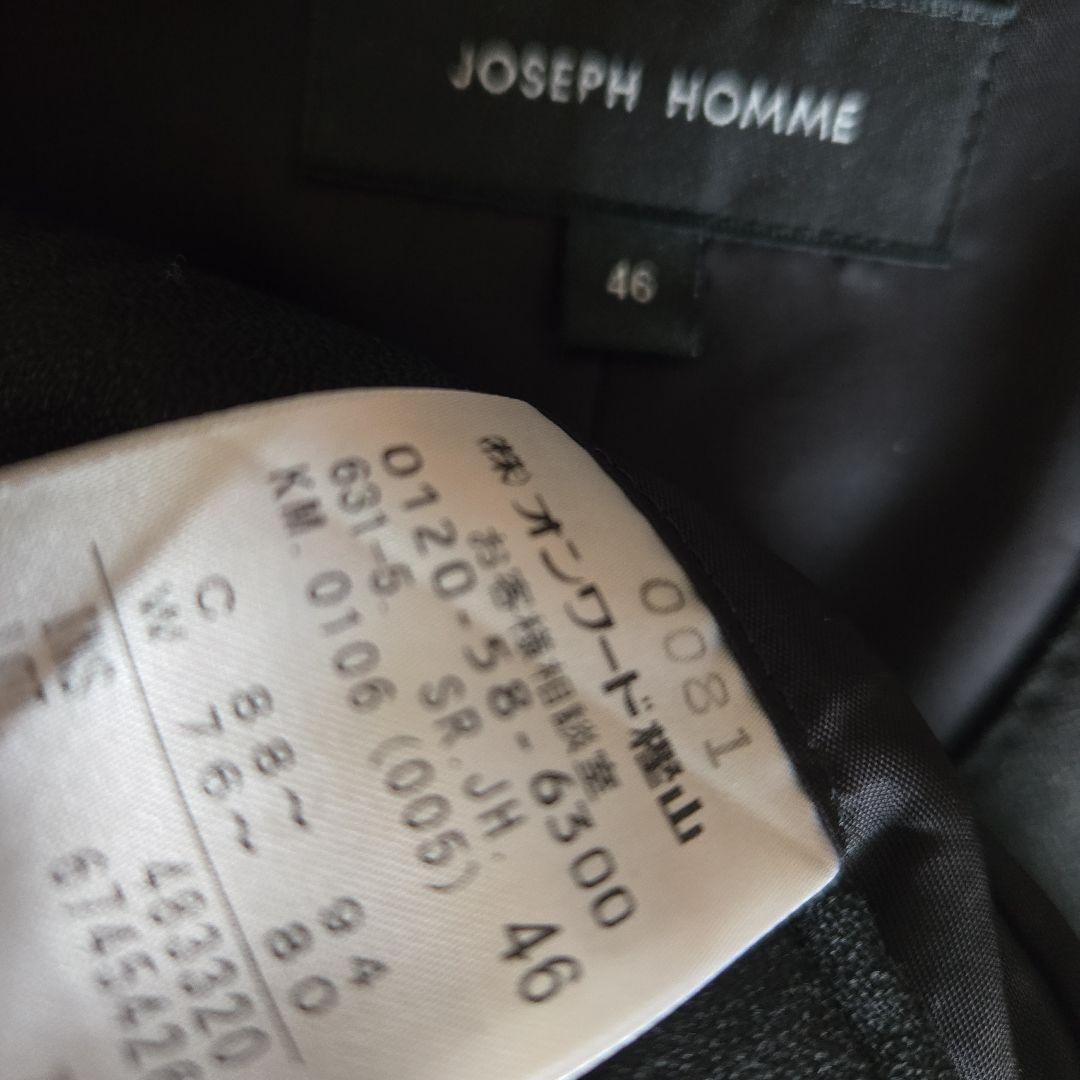 JOSEPH HOMME
46
0081
㈱オンワード樫山
お客様相談室
0120-58-6300
631-5. SR.JH. 46
KM.0106 (005)
C 88~ 94
W 76~ 80
483320